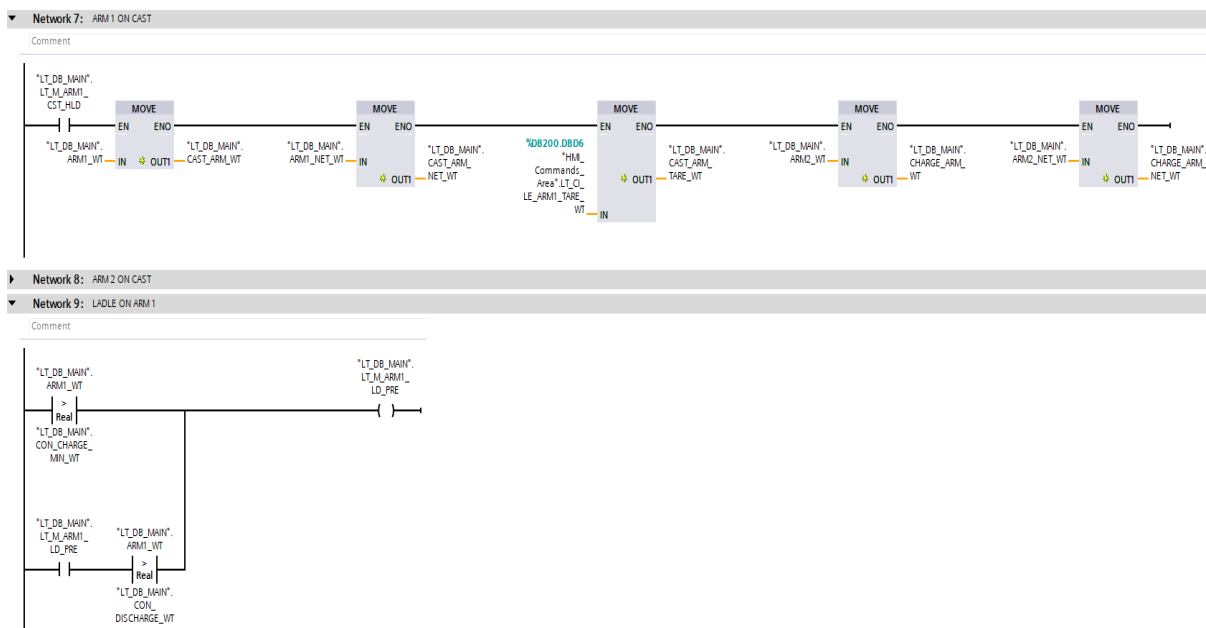 Network 7: ARM 1 ON CAST
Comment
"LT_DB_MAIN".
LT_M_ARM1_
CST_HLD
MOVE
EN ENO
"LT_DB_MAIN".
ARM1_WT
IN OUT1
"LT_DB_MAIN".
CAST_ARM_WT
MOVE
EN ENO
"LT_DB_MAIN".
ARM1_NET_WT
IN
OUT1
"LT_DB_MAIN".
CAST_ARM_
NET_WT
MOVE
EN ENO
%DB200.DBD6
"HMI_
Commands_
Area".LT_CI_
LE_ARM1_TARE_
WT
IN
OUT1
"LT_DB_MAIN".
CAST_ARM_
TARE_WT
MOVE
EN ENO
"LT_DB_MAIN".
ARM2_WT
IN
OUT1
"LT_DB_MAIN".
CHARGE_ARM_
WT
MOVE
EN ENO
"LT_DB_MAIN".
ARM2_NET_WT
IN
OUT1
"LT_DB_MAIN".
CHARGE_ARM_
NET_WT
Network 8: ARM 2 ON CAST
Network 9: LADLE ON ARM 1
Comment
"LT_DB_MAIN".
ARM1_WT
>
Real
"LT_DB_MAIN".
CON_CHARGE_
MIN_WT
"LT_DB_MAIN".
LT_M_ARM1_
LD_PRE
"LT_DB_MAIN".
LT_M_ARM1_
LD_PRE
"LT_DB_MAIN".
ARM1_WT
>
Real
"LT_DB_MAIN".
CON_
DISCHARGE_WT